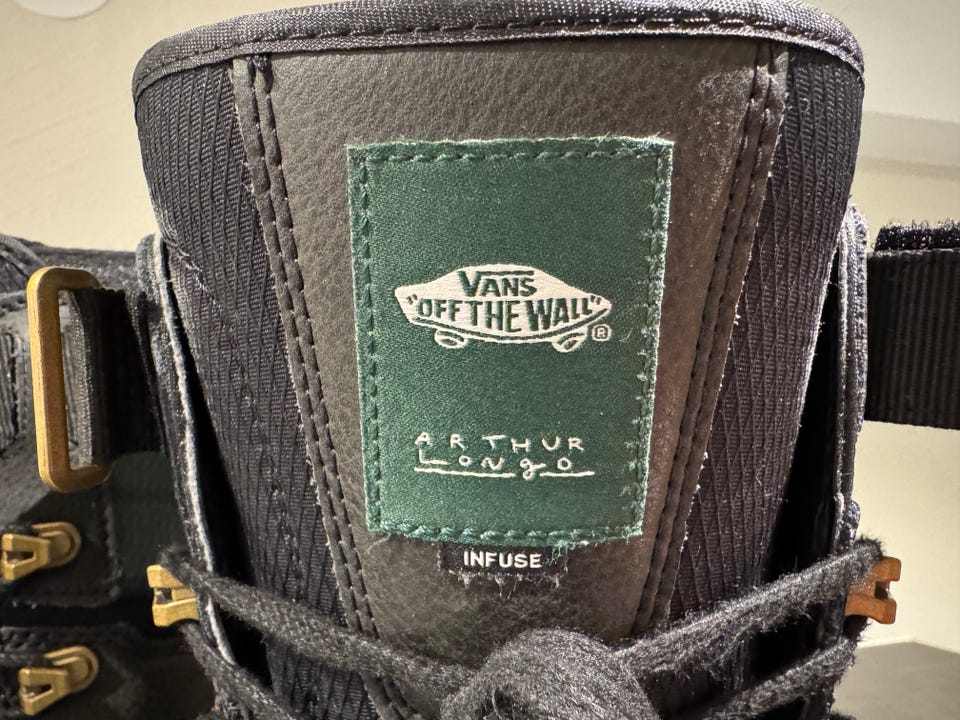 VANS
"OFF THE WALL"®
ARTHUR
LONgO
INFUSE